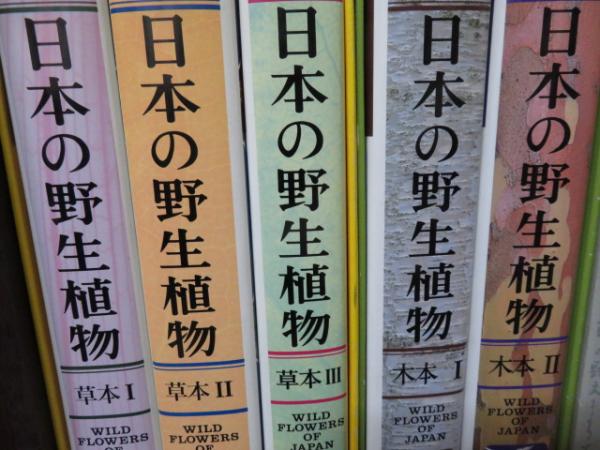 日本の野生植物
草本 I
WILD
FLOWERS
OF
日本の野生植物
草本 II
WILD
FLOWERS
OF
日本の野生植物
草本 III
WILD
FLOWERS
OF
JAPAN
日本の野生植物
木本 I
WILD
FLOWERS
OF
JAPAN
日本の野生植物
木本 II
WILD
FLOWERS
OF
JAPAN